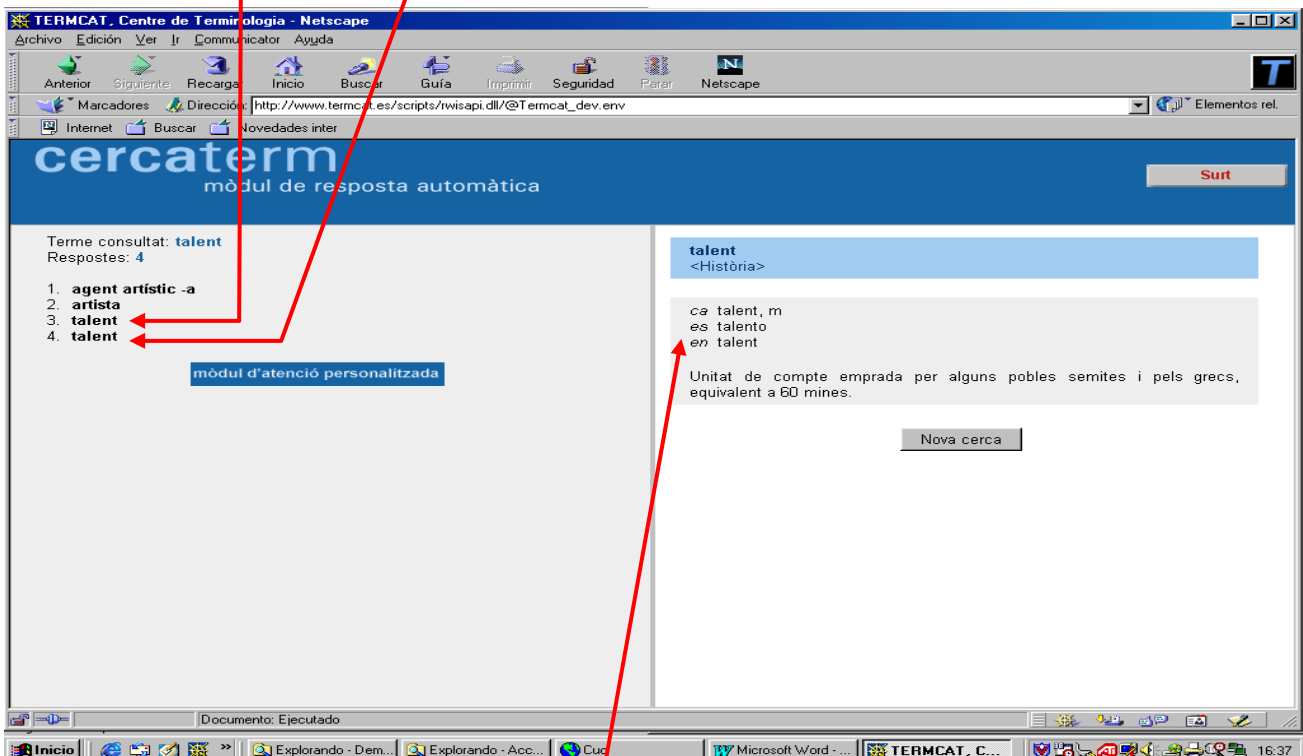 TERMCAT, Centre de Terminologia - Netscape
Archivo Edición Ver Ir Communicator Ayuda
Anterior Siguiente Recargar Inicio Buscar Guía Imprimir Seguridad Parar Netscape
Marcadores Dirección: http://www.termcat.es/scripts/rwisapi.dll/@Termcat_dev.env Elementos rel.
Internet Buscar Novedades inter
cercaterm
mòdul de resposta automàtica
Surt
Terme consultat: talent
Respostes: 4
1. agent artístic -a
2. artista
3. talent
4. talent
mòdul d'atenció personalitzada
talent
<Història>
ca talent, m
es talento
en talent
Unitat de compte emprada per alguns pobles semites i pels grecs,
equivalent a 60 mines.
Nova cerca
Documento: Ejecutado
Inicio » Explorando - Dem... Explorando - Acc... Microsoft Word - ... TERMCAT, C... 16:37